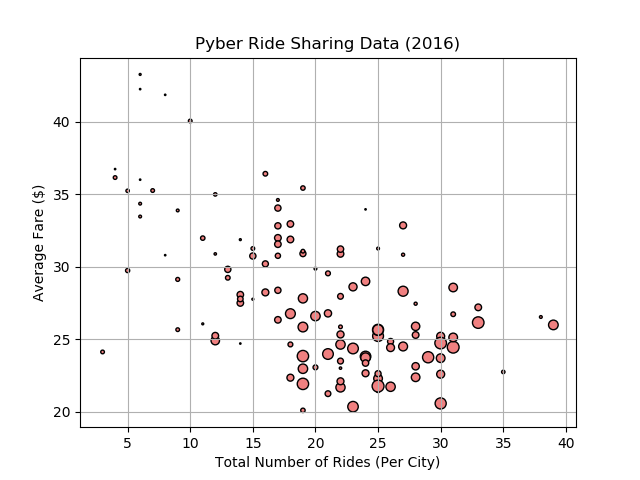 Pyber Ride Sharing Data (2016)
Average Fare ($)
40
35
30
25
20
5 10 15 20 25 30 35 40
Total Number of Rides (Per City)